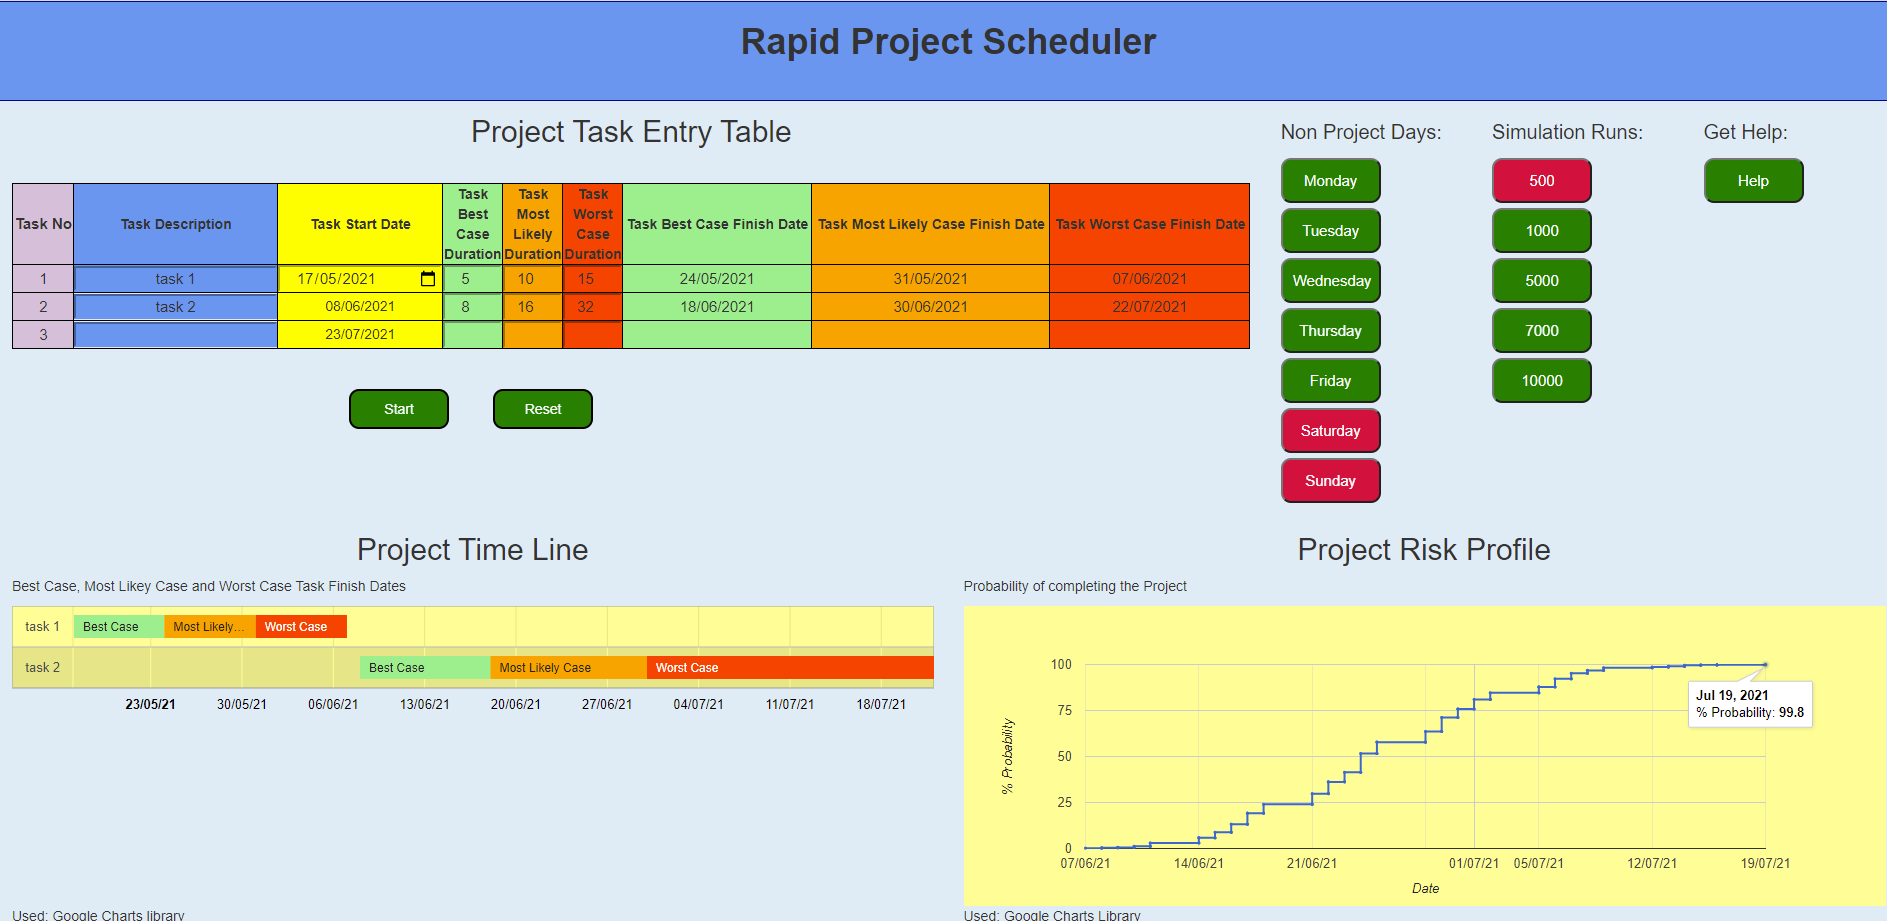 Rapid Project Scheduler
Project Task Entry Table
Non Project Days:
Simulation Runs:
Get Help:
Task No
Task Description
Task Start Date
Task
Best
Case
Duration
Task
Most
Likely
Duration
Task
Worst
Case
Duration
Task Best Case Finish Date
Task Most Likely Case Finish Date
Task Worst Case Finish Date
1 task 1 17/05/2021 5 10 15 24/05/2021 31/05/2021 07/06/2021
2 task 2 08/06/2021 8 16 32 18/06/2021 30/06/2021 22/07/2021
3 23/07/2021
Start
Reset
Monday
Tuesday
Wednesday
Thursday
Friday
Saturday
Sunday
500
1000
5000
7000
10000
Help
Project Time Line
Best Case, Most Likey Case and Worst Case Task Finish Dates
task 1 Best Case Most Likely... Worst Case
task 2 Best Case Most Likely Case Worst Case
23/05/21 30/05/21 06/06/21 13/06/21 20/06/21 27/06/21 04/07/21 11/07/21 18/07/21
Used: Google Charts library
Project Risk Profile
Probability of completing the Project
% Probability
100
75
50
25
0
Jul 19, 2021
% Probability: 99.8
07/06/21 14/06/21 21/06/21 01/07/21 05/07/21 12/07/21 19/07/21
Date
Used: Google Charts Library